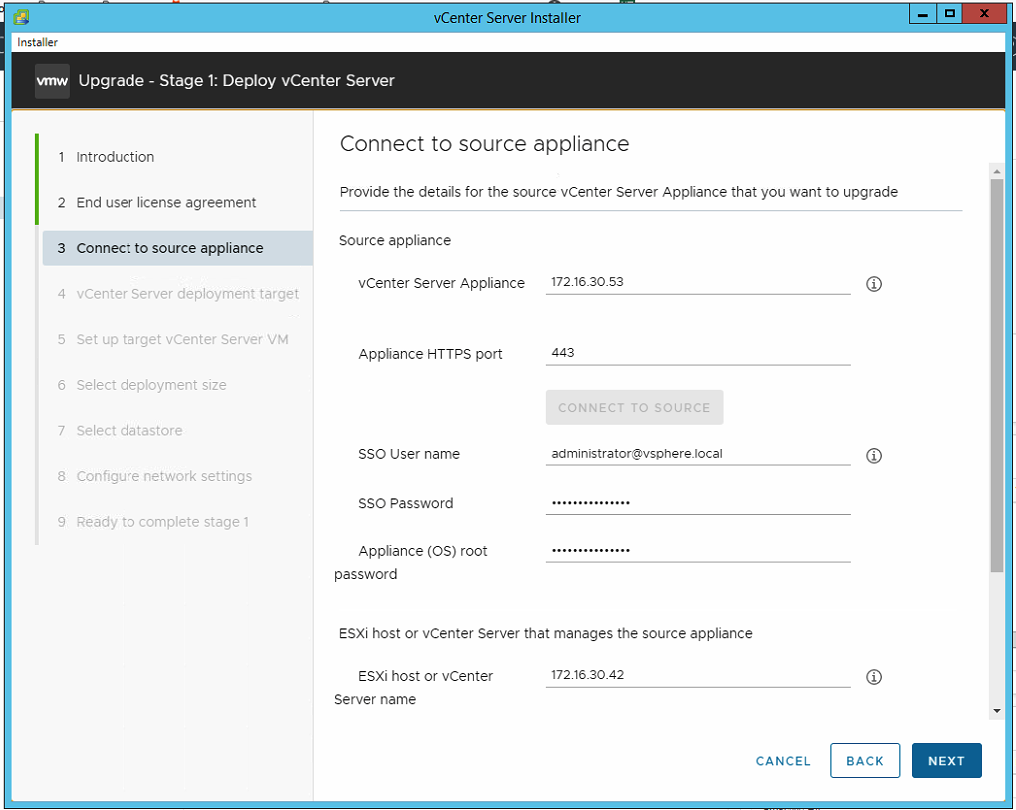 vCenter Server Installer
Installer
vmw Upgrade - Stage 1: Deploy vCenter Server
1 Introduction
2 End user license agreement
3 Connect to source appliance
4 vCenter Server deployment target
5 Set up target vCenter Server VM
6 Select deployment size
7 Select datastore
8 Configure network settings
9 Ready to complete stage 1
Connect to source appliance
Provide the details for the source vCenter Server Appliance that you want to upgrade
Source appliance
vCenter Server Appliance 172.16.30.53
Appliance HTTPS port 443
CONNECT TO SOURCE
SSO User name administrator@vsphere.local
SSO Password •••••••••••••••
Appliance (OS) root •••••••••••••••
password
ESXi host or vCenter Server that manages the source appliance
ESXi host or vCenter 172.16.30.42
Server name
CANCEL BACK NEXT